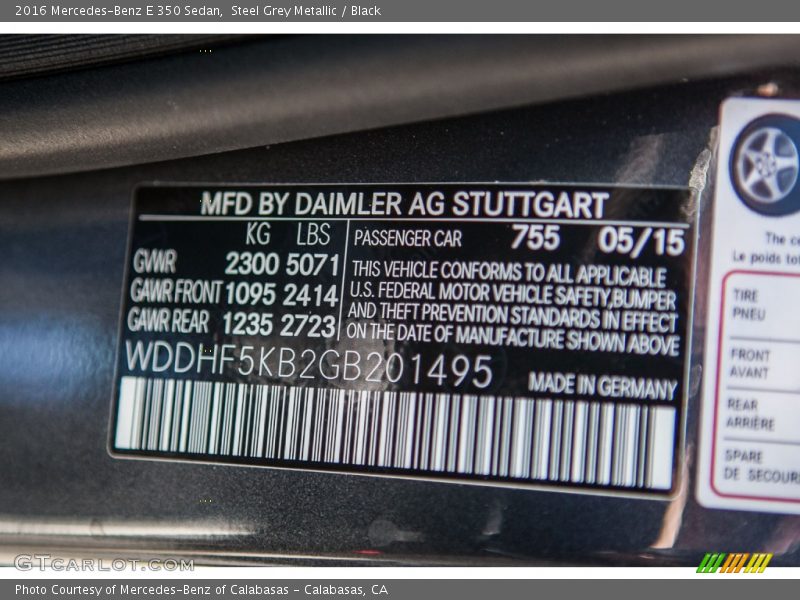 2016 Mercedes-Benz E 350 Sedan, Steel Grey Metallic / Black
MFD BY DAIMLER AG STUTTGART
KG LBS PASSENGER CAR 755 05/15
GVWR 2300 5071
GAWR FRONT 1095 2414
GAWR REAR 1235 2723
THIS VEHICLE CONFORMS TO ALL APPLICABLE
U.S. FEDERAL MOTOR VEHICLE SAFETY, BUMPER
AND THEFT PREVENTION STANDARDS IN EFFECT
ON THE DATE OF MANUFACTURE SHOWN ABOVE
WDDHF5KB2GB201495
MADE IN GERMANY
The
Le poids
TIRE
PNEU
FRONT
AVANT
REAR
ARRIÈRE
SPARE
DE SECOURS
GTCARLOT.COM
Photo Courtesy of Mercedes-Benz of Calabasas - Calabasas, CA